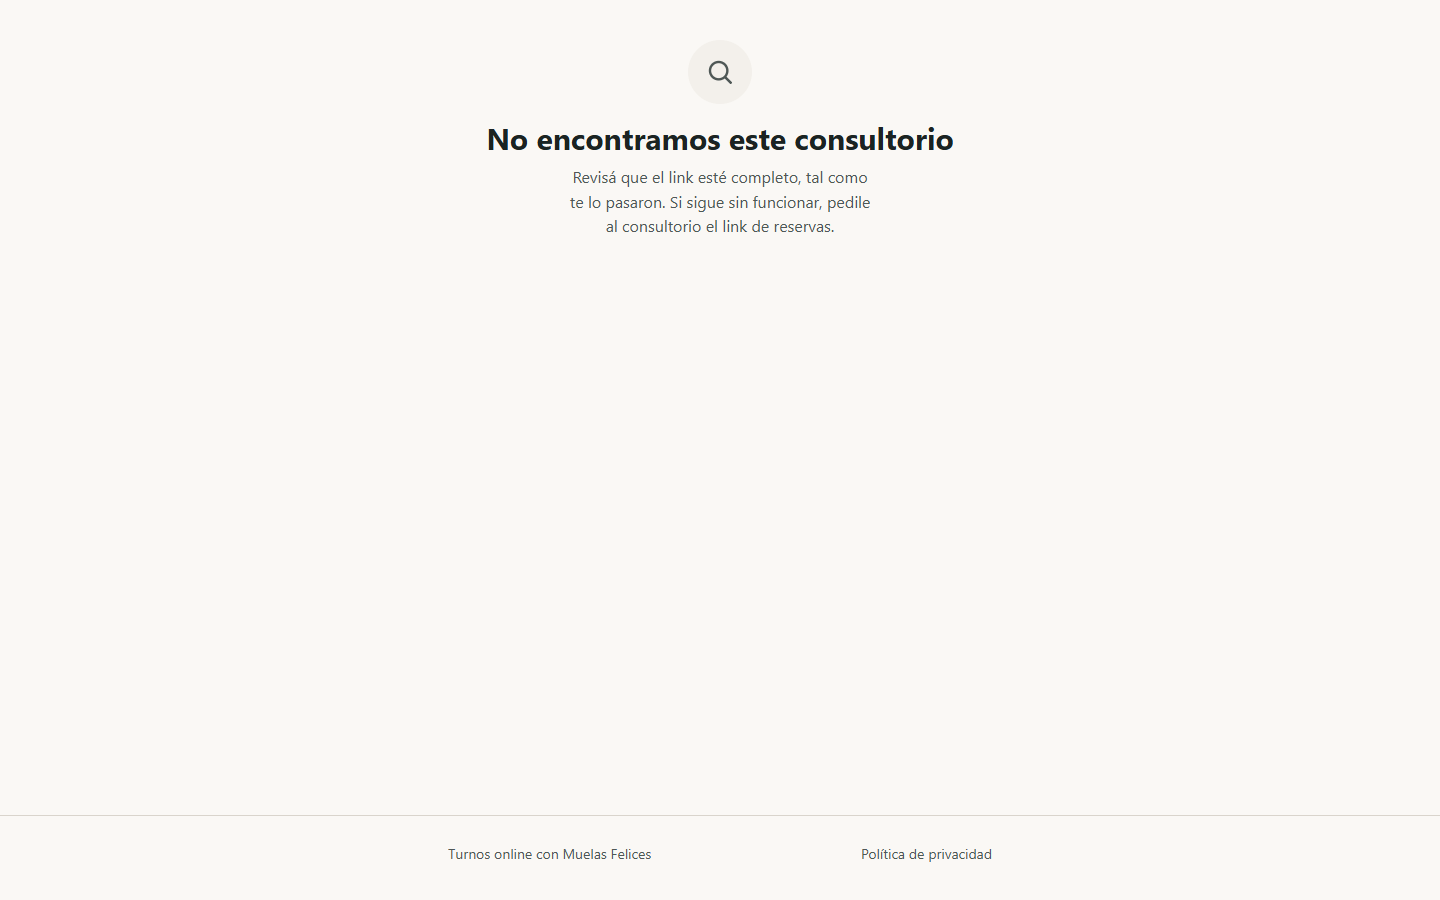 No encontramos este consultorio
Revisá que el link esté completo, tal como
te lo pasaron. Si sigue sin funcionar, pedile
al consultorio el link de reservas.
Turnos online con Muelas Felices
Política de privacidad